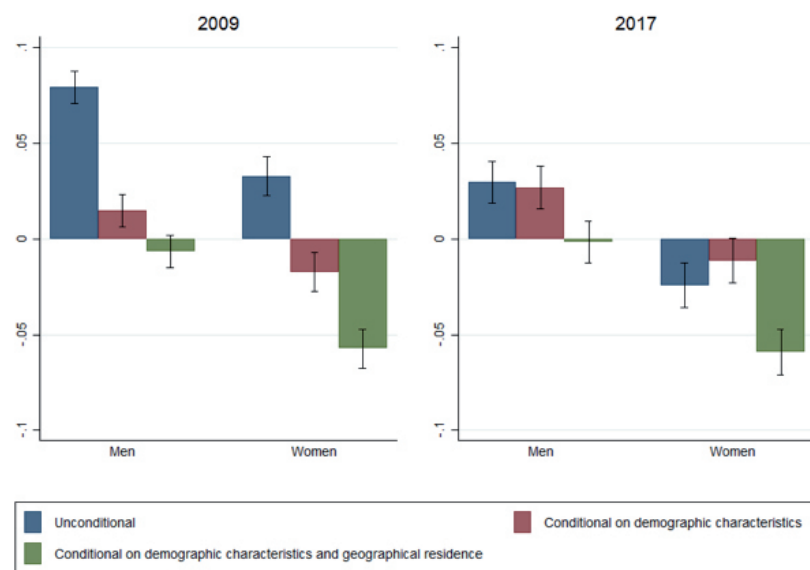 2009
.1
.05
0
-.05
-.1
Men
Women
2017
.1
.05
0
-.05
-.1
Men
Women
Unconditional
Conditional on demographic characteristics
Conditional on demographic characteristics and geographical residence